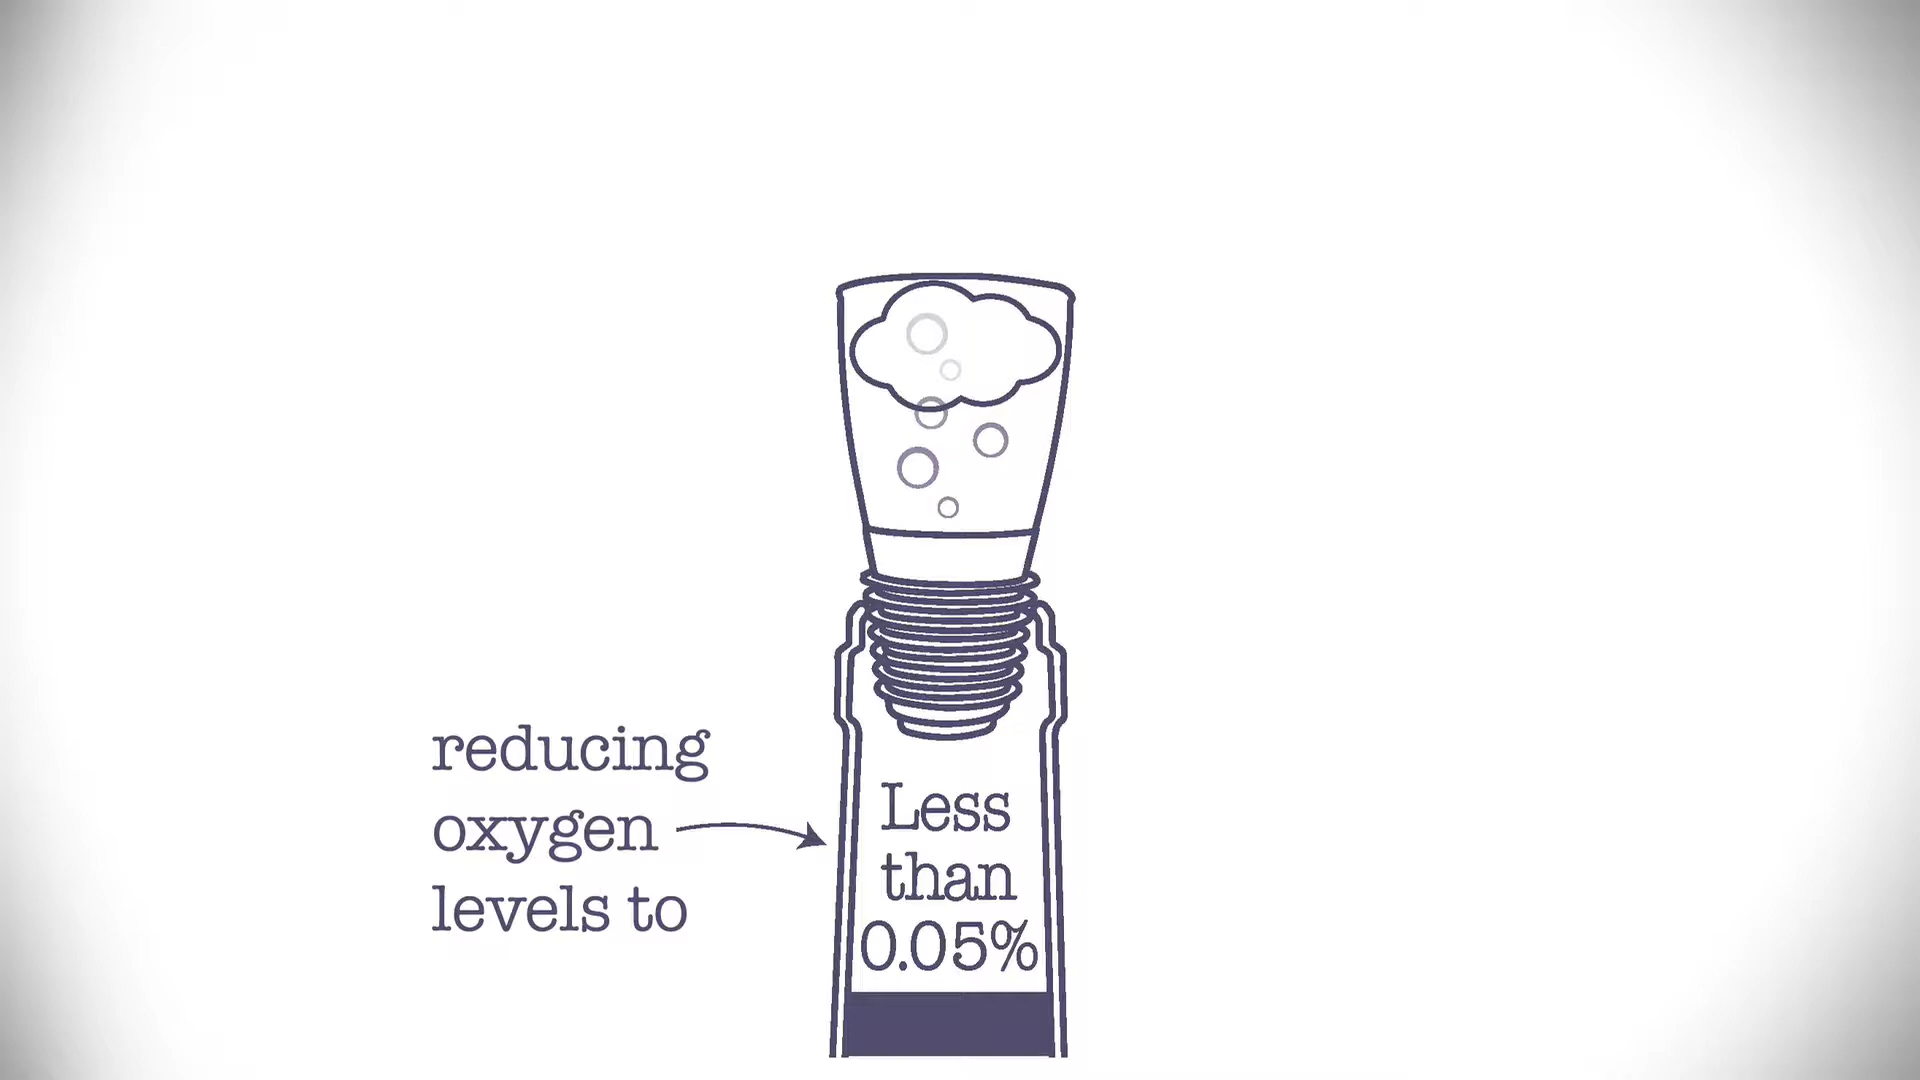 reducing
oxygen
levels to
Less
than
0.05%